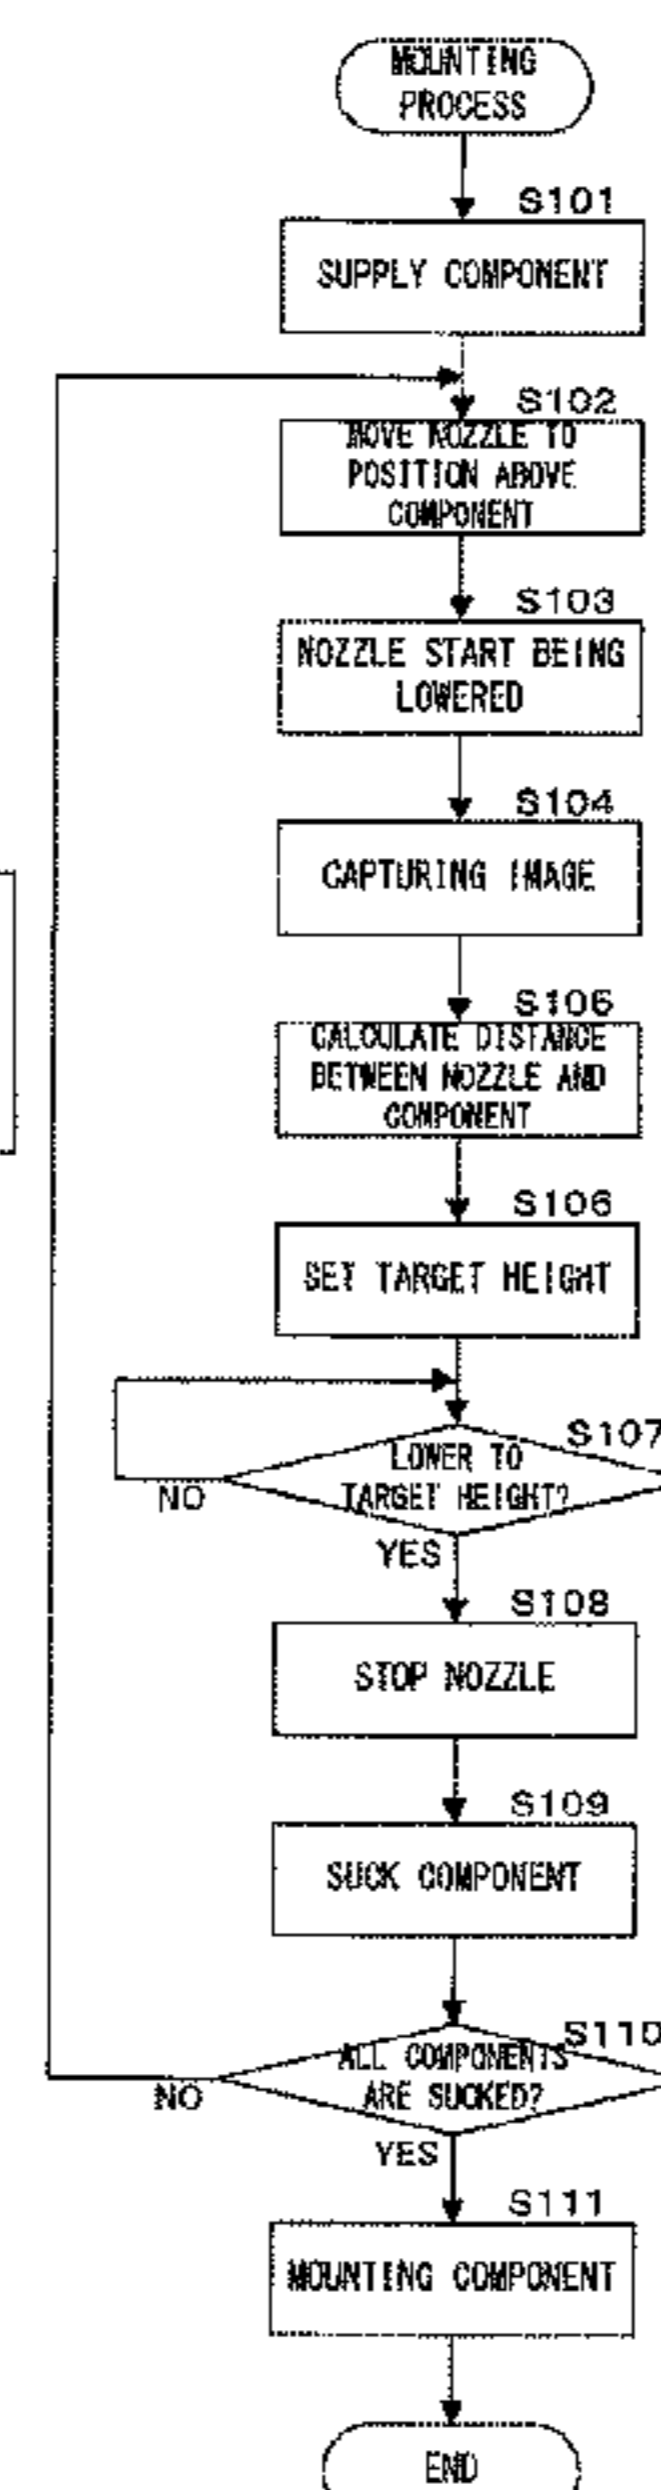 MOUNTING
PROCESS
S101
SUPPLY COMPONENT
S102
MOVE NOZZLE TO
POSITION ABOVE
COMPONENT
S103
NOZZLE START BEING
LOWERED
S104
CAPTURING IMAGE
S105
CALCULATE DISTANCE
BETWEEN NOZZLE AND
COMPONENT
S106
SET TARGET HEIGHT
S107
LOWER TO
TARGET HEIGHT?
NO
YES
S108
STOP NOZZLE
S109
SUCK COMPONENT
S110
ALL COMPONENTS
ARE SUCKED?
NO
YES
S111
MOUNTING COMPONENT
END